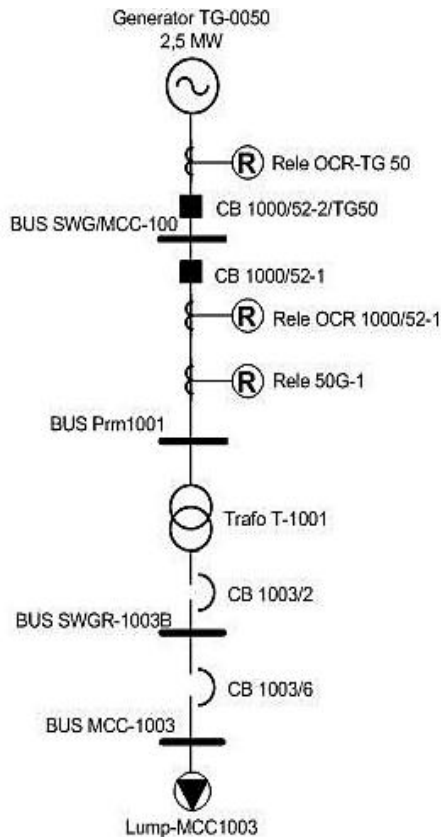 Generator TG-0050
2,5 MW
R Rele OCR-TG 50
CB 1000/52-2/TG50
BUS SWG/MCC-100
CB 1000/52-1
R Rele OCR 1000/52-1
R Rele 50G-1
BUS Prm1001
Trafo T-1001
CB 1003/2
BUS SWGR-1003B
CB 1003/6
BUS MCC-1003
Lump-MCC1003